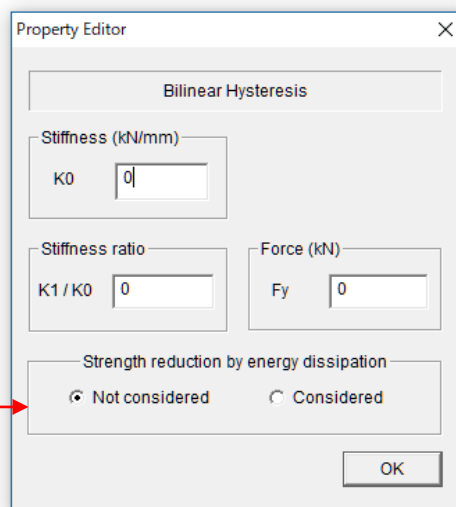 Property Editor
Bilinear Hysteresis
Stiffness (kN/mm)
K0 0
Stiffness ratio Force (kN)
K1 / K0 0 Fy 0
Strength reduction by energy dissipation
Not considered Considered
OK